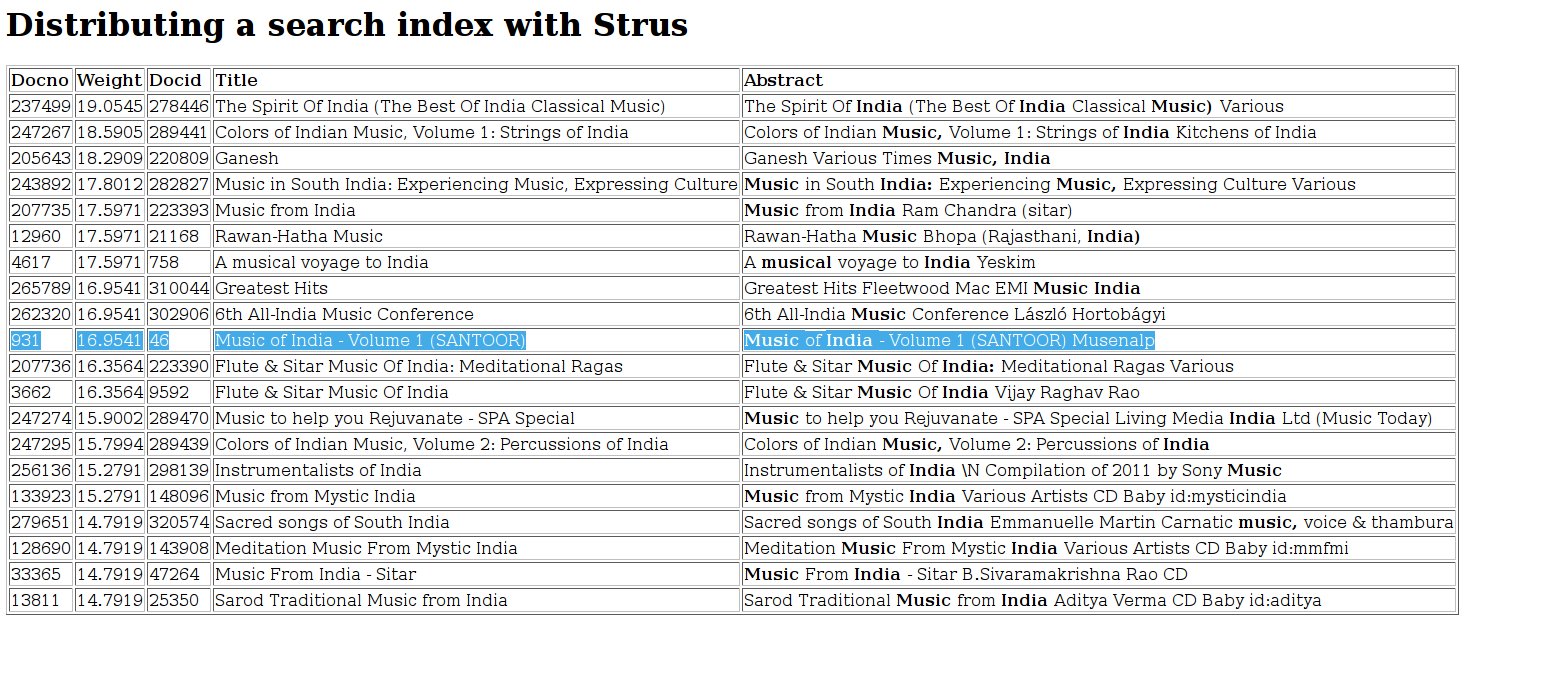 Distributing a search index with Strus
Docno Weight Docid Title Abstract
237499 19.0545 278446 The Spirit Of India (The Best Of India Classical Music) The Spirit Of India (The Best Of India Classical Music) Various
247267 18.5905 289441 Colors of Indian Music, Volume 1: Strings of India Colors of Indian Music, Volume 1: Strings of India Kitchens of India
205643 18.2909 220809 Ganesh Ganesh Various Times Music, India
243892 17.8012 282827 Music in South India: Experiencing Music, Expressing Culture Music in South India: Experiencing Music, Expressing Culture Various
207735 17.5971 223393 Music from India Music from India Ram Chandra (sitar)
12960 17.5971 21168 Rawan-Hatha Music Rawan-Hatha Music Bhopa (Rajasthani, India)
4617 17.5971 758 A musical voyage to India A musical voyage to India Yeskim
265789 16.9541 310044 Greatest Hits Greatest Hits Fleetwood Mac EMI Music India
262320 16.9541 302906 6th All-India Music Conference 6th All-India Music Conference László Hortobágyi
931 16.9541 46 Music of India - Volume 1 (SANTOOR) Music of India - Volume 1 (SANTOOR) Musenalp
207736 16.3564 223390 Flute & Sitar Music Of India: Meditational Ragas Flute & Sitar Music Of India: Meditational Ragas Various
3662 16.3564 9592 Flute & Sitar Music Of India Flute & Sitar Music Of India Vijay Raghav Rao
247274 15.9002 289470 Music to help you Rejuvanate - SPA Special Music to help you Rejuvanate - SPA Special Living Media India Ltd (Music Today)
247295 15.7994 289439 Colors of Indian Music, Volume 2: Percussions of India Colors of Indian Music, Volume 2: Percussions of India
256136 15.2791 298139 Instrumentalists of India Instrumentalists of India \N Compilation of 2011 by Sony Music
133923 15.2791 148096 Music from Mystic India Music from Mystic India Various Artists CD Baby id:mysticindia
279651 14.7919 320574 Sacred songs of South India Sacred songs of South India Emmanuelle Martin Carnatic music, voice & thambura
128690 14.7919 143908 Meditation Music From Mystic India Meditation Music From Mystic India Various Artists CD Baby id:mmfmi
33365 14.7919 47264 Music From India - Sitar Music From India - Sitar B.Sivaramakrishna Rao CD
13811 14.7919 25350 Sarod Traditional Music from India Sarod Traditional Music from India Aditya Verma CD Baby id:aditya